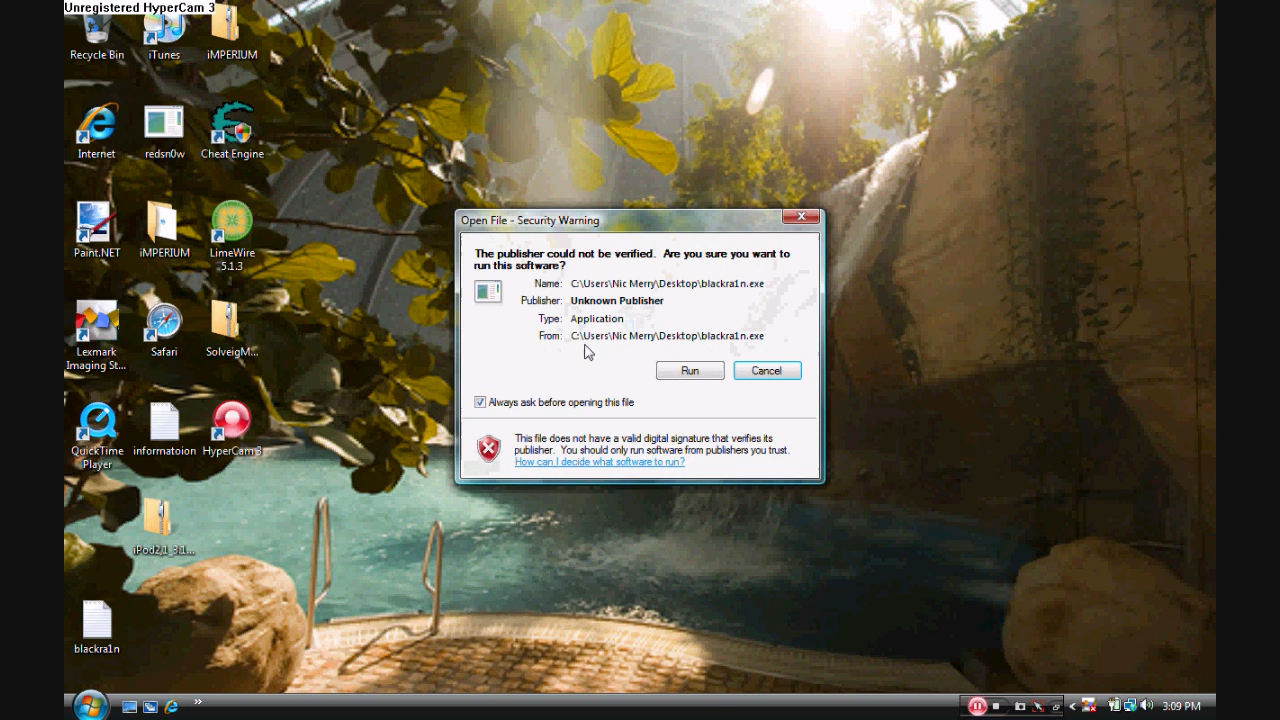 Unregistered HyperCam 3
Recycle Bin
iTunes
iMPERIUM
Internet
redsn0w
Cheat Engine
Paint.NET
iMPERIUM
LimeWire
5.1.3
Lexmark
Imaging St...
Safari
SolveigM...
QuickTime
Player
informatoion
HyperCam 3
iPod2,1_3.1...
blackra1n
Open File - Security Warning
The publisher could not be verified. Are you sure you want to
run this software?
Name: C:\Users\Nic Merry\Desktop\blackra1n.exe
Publisher: Unknown Publisher
Type: Application
From: C:\Users\Nic Merry\Desktop\blackra1n.exe
Run
Cancel
Always ask before opening this file
This file does not have a valid digital signature that verifies its
publisher. You should only run software from publishers you trust.
How can I decide what software to run?
3:09 PM